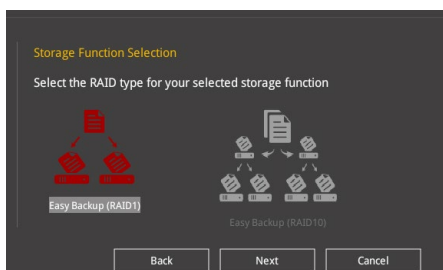 Storage Function Selection
Select the RAID type for your selected storage function
Easy Backup (RAID1)
Easy Backup (RAID10)
Back
Next
Cancel